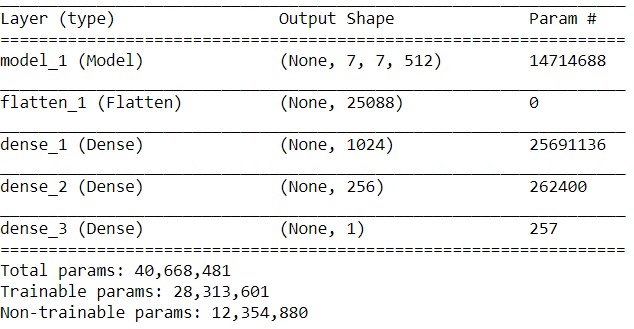 Layer (type) Output Shape Param #
model_1 (Model) (None, 7, 7, 512) 14714688
flatten_1 (Flatten) (None, 25088) 0
dense_1 (Dense) (None, 1024) 25691136
dense_2 (Dense) (None, 256) 262400
dense_3 (Dense) (None, 1) 257
Total params: 40,668,481
Trainable params: 28,313,601
Non-trainable params: 12,354,880